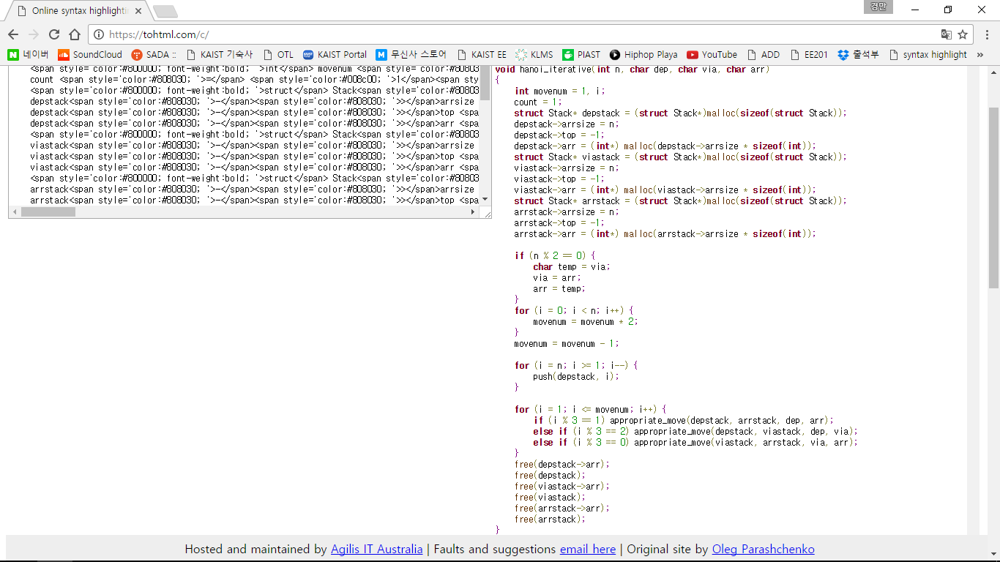 Online syntax highlightin
경만
https://tohtml.com/c/
네이버 SoundCloud SADA :: KAIST 기숙사 OTL KAIST Portal 무신사 스토어 KAIST EE KLMS PIAST Hiphop Playa YouTube ADD EE201 출석부 syntax highlight »
<span style='color:#800000; font-weight:bold; '>int</span> movenum <span style='color:#80803
count <span style='color:#808030; '>=</span> <span style='color:#008c00; '>1</span><span sty
<span style='color:#800000; font-weight:bold; '>struct</span> Stack<span style='color:#80803
depstack<span style='color:#808030; '>-</span><span style='color:#808030; '>></span>arrsize
depstack<span style='color:#808030; '>-</span><span style='color:#808030; '>></span>top <spa
depstack<span style='color:#808030; '>-</span><span style='color:#808030; '>></span>arr <spa
<span style='color:#800000; font-weight:bold; '>struct</span> Stack<span style='color:#80803
viastack<span style='color:#808030; '>-</span><span style='color:#808030; '>></span>arrsize
viastack<span style='color:#808030; '>-</span><span style='color:#808030; '>></span>top <spa
viastack<span style='color:#808030; '>-</span><span style='color:#808030; '>></span>arr <spa
<span style='color:#800000; font-weight:bold; '>struct</span> Stack<span style='color:#80803
arrstack<span style='color:#808030; '>-</span><span style='color:#808030; '>></span>arrsize
arrstack<span style='color:#808030; '>-</span><span style='color:#808030; '>></span>top <spa
void hanoi_iterative(int n, char dep, char via, char arr)
{
    int movenum = 1, i;
    count = 1;
    struct Stack* depstack = (struct Stack*)malloc(sizeof(struct Stack));
    depstack->arrsize = n;
    depstack->top = -1;
    depstack->arr = (int*) malloc(depstack->arrsize * sizeof(int));
    struct Stack* viastack = (struct Stack*)malloc(sizeof(struct Stack));
    viastack->arrsize = n;
    viastack->top = -1;
    viastack->arr = (int*) malloc(viastack->arrsize * sizeof(int));
    struct Stack* arrstack = (struct Stack*)malloc(sizeof(struct Stack));
    arrstack->arrsize = n;
    arrstack->top = -1;
    arrstack->arr = (int*) malloc(arrstack->arrsize * sizeof(int));
    if (n % 2 == 0) {
        char temp = via;
        via = arr;
        arr = temp;
    }
    for (i = 0; i < n; i++) {
        movenum = movenum * 2;
    }
    movenum = movenum - 1;
    for (i = n; i >= 1; i--) {
        push(depstack, i);
    }
    for (i = 1; i <= movenum; i++) {
        if (i % 3 == 1) appropriate_move(depstack, arrstack, dep, arr);
        else if (i % 3 == 2) appropriate_move(depstack, viastack, dep, via);
        else if (i % 3 == 0) appropriate_move(viastack, arrstack, via, arr);
    }
    free(depstack->arr);
    free(depstack);
    free(viastack->arr);
    free(viastack);
    free(arrstack->arr);
    free(arrstack);
}
Hosted and maintained by Agilis IT Australia | Faults and suggestions email here | Original site by Oleg Parashchenko